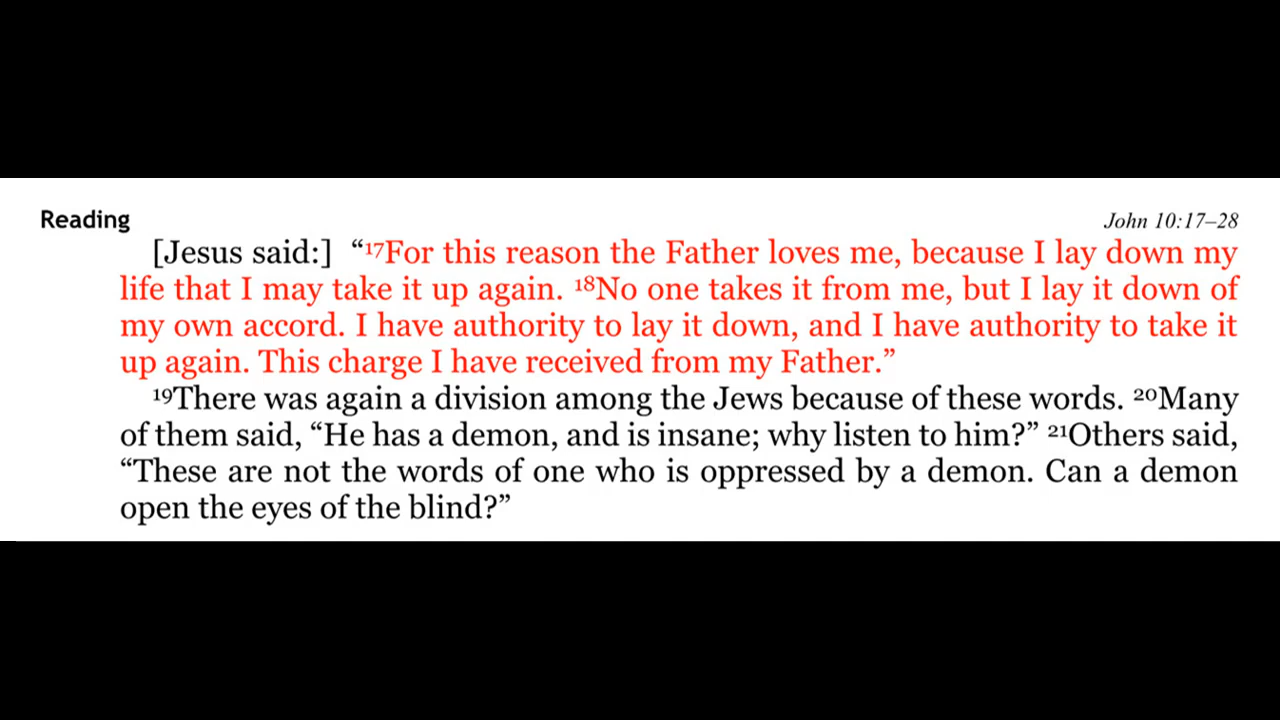 Reading John 10:17–28
[Jesus said:] “¹⁷For this reason the Father loves me, because I lay down my
life that I may take it up again. ¹⁸No one takes it from me, but I lay it down of
my own accord. I have authority to lay it down, and I have authority to take it
up again. This charge I have received from my Father.”
¹⁹There was again a division among the Jews because of these words. ²⁰Many
of them said, “He has a demon, and is insane; why listen to him?” ²¹Others said,
“These are not the words of one who is oppressed by a demon. Can a demon
open the eyes of the blind?”